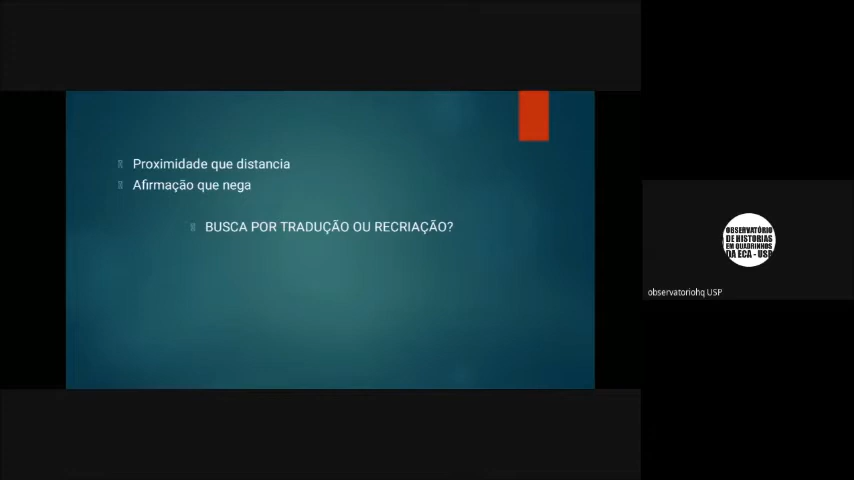 Proximidade que distancia
Afirmação que nega
BUSCA POR TRADUÇÃO OU RECRIAÇÃO?
OBSERVATÓRIO
DE HISTORIAS
EM QUADRINHOS
DA ECA - USP
observatoriohq USP